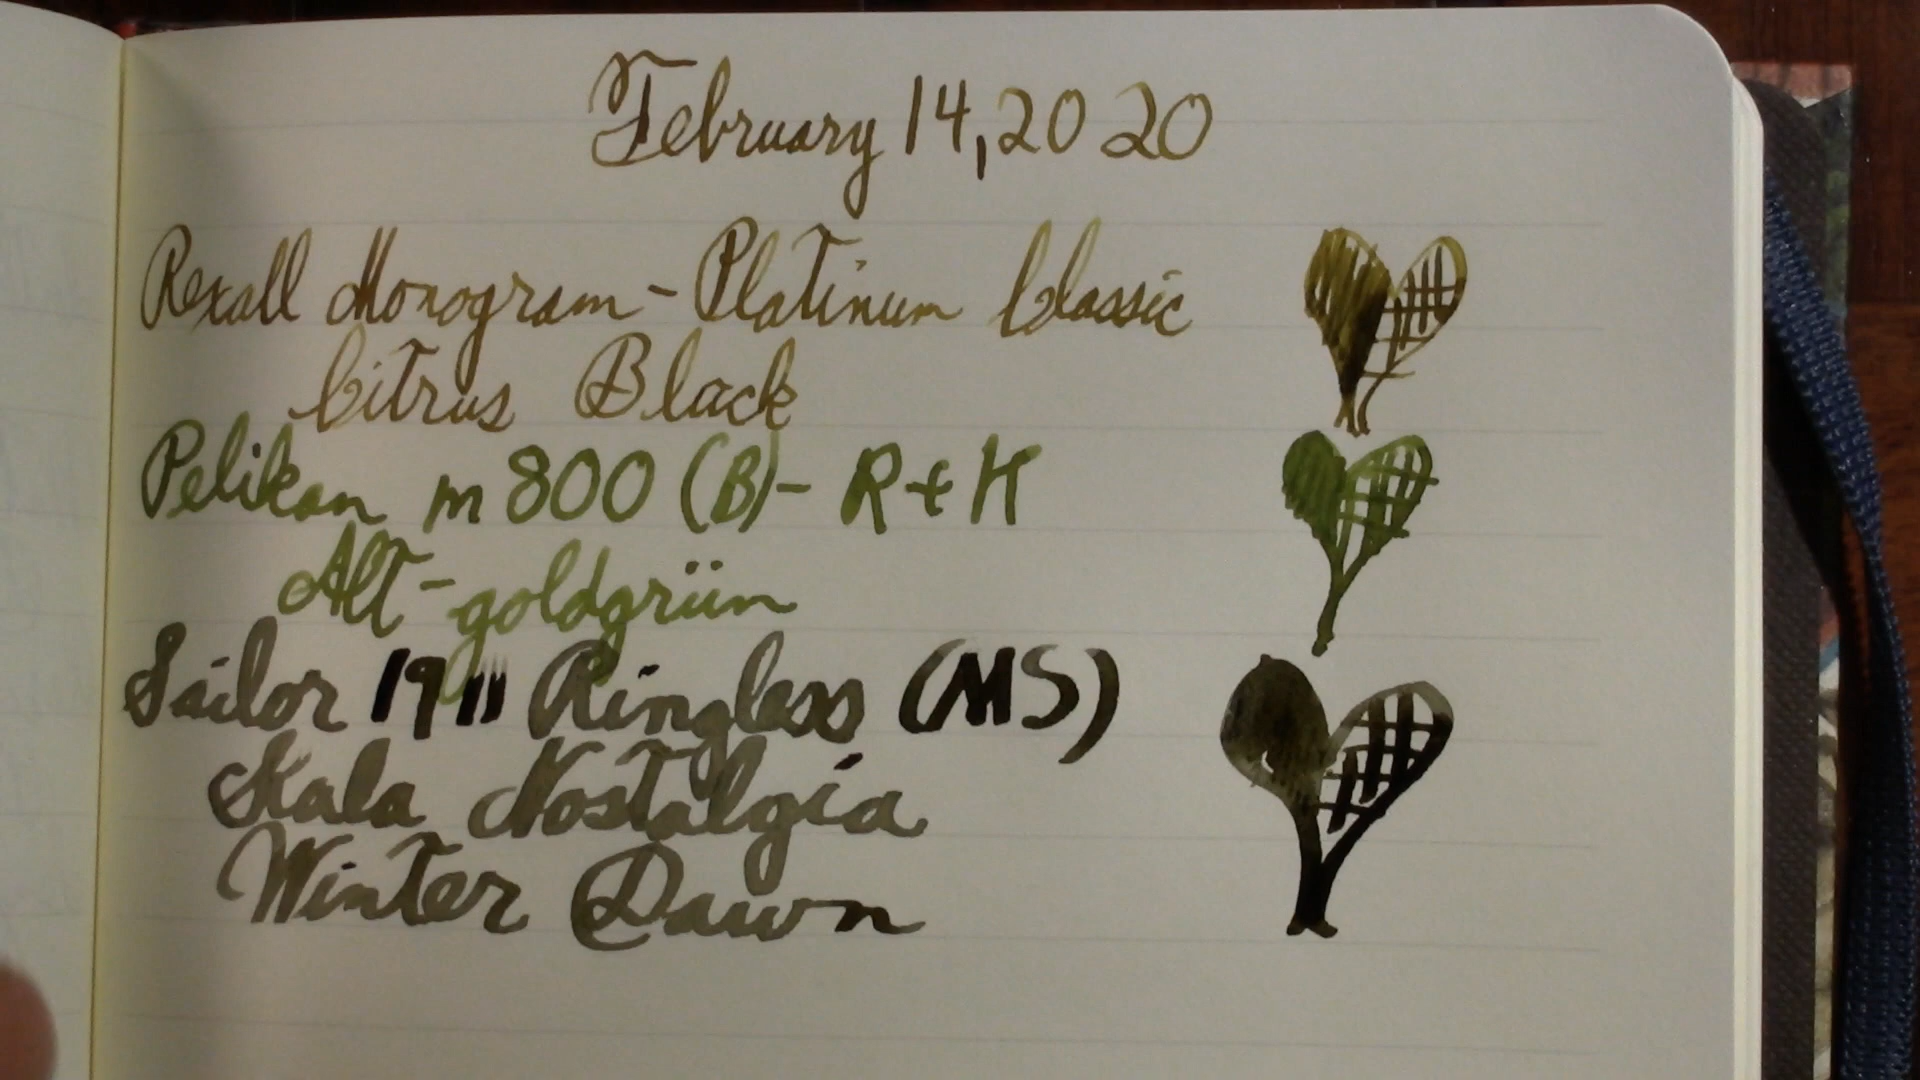 February 14, 2020
Rexall Monogram - Platinum Classic
Citrus Black
Pelikan m800 (B) - R+K
Alt-goldgrün
Sailor 1911 Ringless (MS)
Kala Nostalgia
Winter Dawn